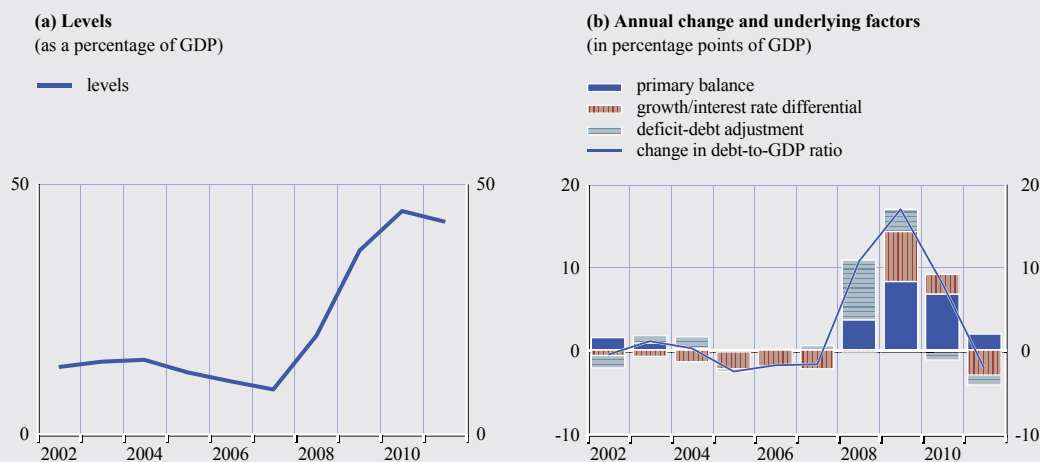 (a) Levels
(as a percentage of GDP)
levels
50
50
0
0
2002 2004 2006 2008 2010
(b) Annual change and underlying factors
(in percentage points of GDP)
primary balance
growth/interest rate differential
deficit-debt adjustment
change in debt-to-GDP ratio
20
20
10
10
0
0
-10
-10
2002 2004 2006 2008 2010